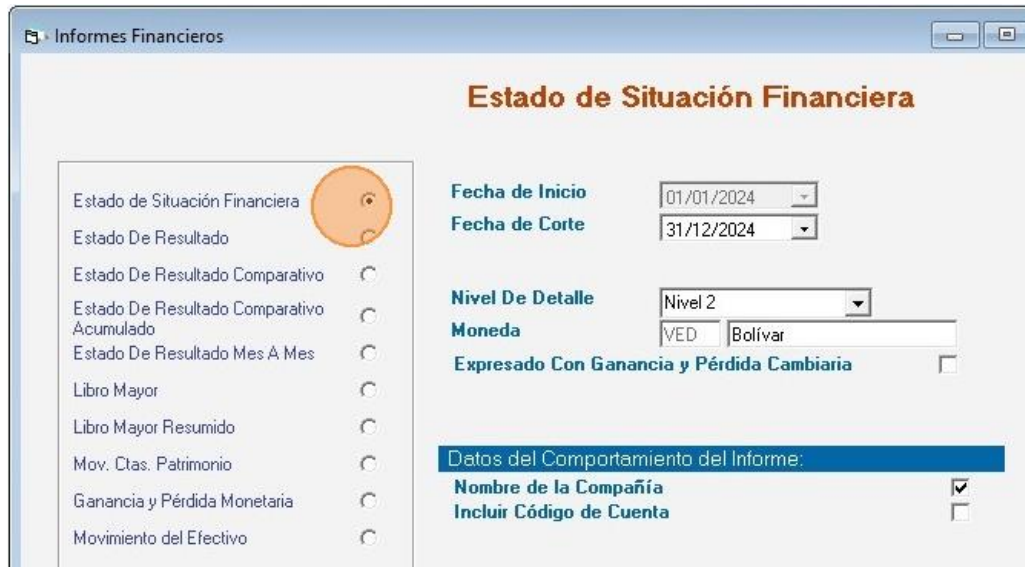 Informes Financieros
Estado de Situación Financiera
Estado de Situación Financiera
Estado De Resultado
Estado De Resultado Comparativo
Estado De Resultado Comparativo
Acumulado
Estado De Resultado Mes A Mes
Libro Mayor
Libro Mayor Resumido
Mov. Ctas. Patrimonio
Ganancia y Pérdida Monetaria
Movimiento del Efectivo
Fecha de Inicio 01/01/2024
Fecha de Corte 31/12/2024
Nivel De Detalle Nivel 2
Moneda VED Bolívar
Expresado Con Ganancia y Pérdida Cambiaria
Datos del Comportamiento del Informe:
Nombre de la Compañía
Incluir Código de Cuenta